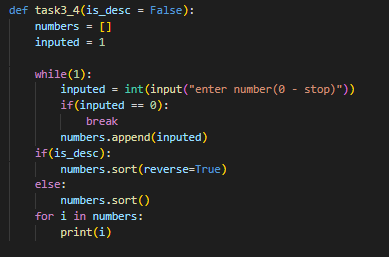 def task3_4(is_desc = False):
    numbers = []
    inputed = 1

    while(1):
        inputed = int(input("enter number(0 - stop)"))
        if(inputed == 0):
            break
        numbers.append(inputed)
    if(is_desc):
        numbers.sort(reverse=True)
    else:
        numbers.sort()
    for i in numbers:
        print(i)